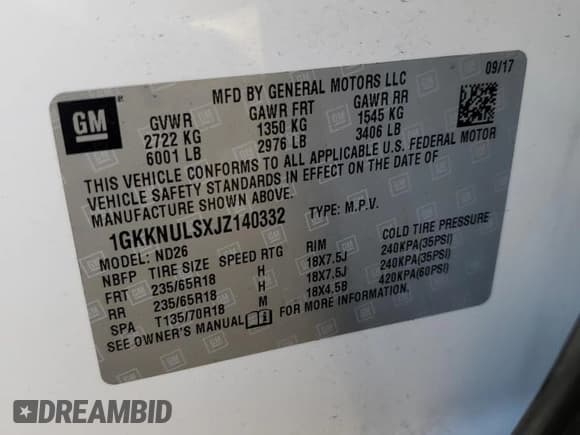 MFD BY GENERAL MOTORS LLC
09/17
GM
GVWR GAWR FRT GAWR RR
2722 KG 1350 KG 1545 KG
6001 LB 2976 LB 3406 LB
THIS VEHICLE CONFORMS TO ALL APPLICABLE U.S. FEDERAL MOTOR
VEHICLE SAFETY STANDARDS IN EFFECT ON THE DATE OF
MANUFACTURE SHOWN ABOVE.
1GKKNULSXJZ140332 TYPE: M.P.V.
MODEL: ND26
NBFP TIRE SIZE SPEED RTG RIM COLD TIRE PRESSURE
FRT 235/65R18 H 18X7.5J 240KPA(35PSI)
RR 235/65R18 H 18X7.5J 240KPA(35PSI)
SPA T135/70R18 M 18X4.5B 420KPA(60PSI)
SEE OWNER'S MANUAL FOR MORE INFORMATION.
DREAMBID